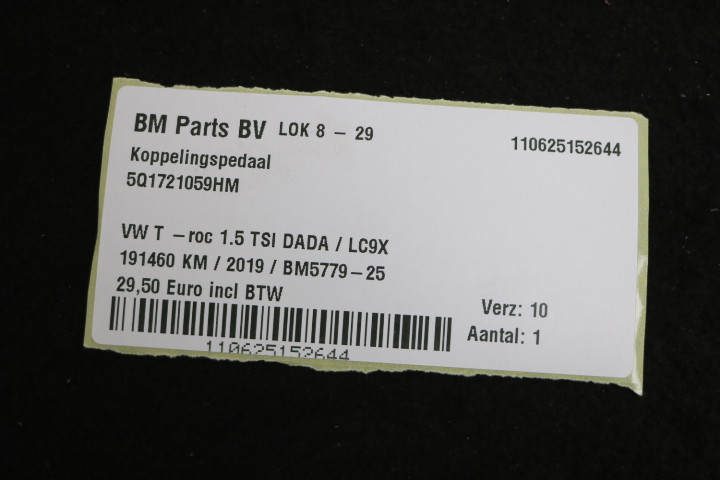 BM Parts BV LOK 8 - 29
110625152644
Koppelingspedaal
5Q1721059HM
VW T -roc 1.5 TSI DADA / LC9X
191460 KM / 2019 / BM5779-25
29,50 Euro incl BTW
Verz: 10
Aantal: 1
110625152644